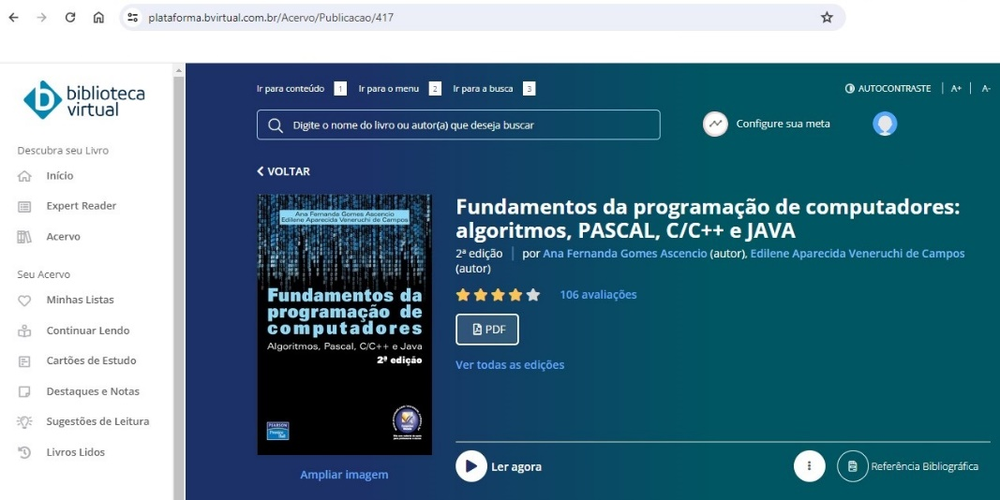 plataforma.bvirtual.com.br/Acervo/Publicacao/417
biblioteca
virtual
Descubra seu Livro
Início
Expert Reader
Acervo
Seu Acervo
Minhas Listas
Continuar Lendo
Cartões de Estudo
Destaques e Notas
Sugestões de Leitura
Livros Lidos
Ir para conteúdo 1 Ir para o menu 2 Ir para a busca 3
AUTOCONTRASTE | A+ | A-
Digite o nome do livro ou autor(a) que deseja buscar
Configure sua meta
VOLTAR
Ana Fernanda Gomes Ascencio
Edilene Aparecida Veneruchi de Campos
Fundamentos da
programação de
computadores
Algoritmos, Pascal, C/C++ e Java
2ª edição
PEARSON
Prentice
Hall
Ampliar imagem
Fundamentos da programação de computadores:
algoritmos, PASCAL, C/C++ e JAVA
2ª edição | por Ana Fernanda Gomes Ascencio (autor), Edilene Aparecida Veneruchi de Campos
(autor)
106 avaliações
PDF
Ver todas as edições
Ler agora
Referência Bibliográfica